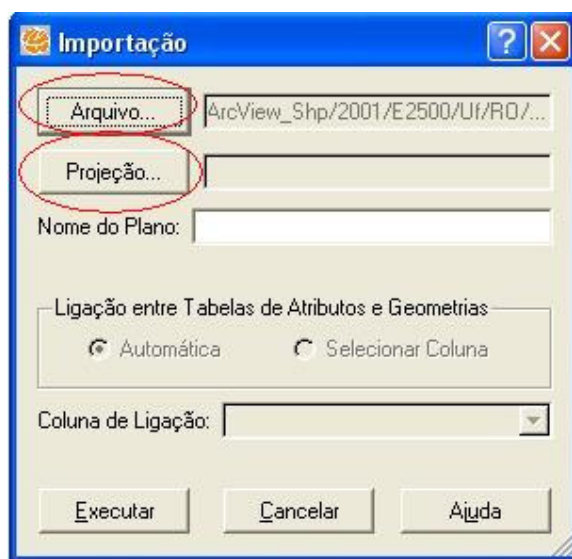 Importação
Arquivo... ArcView_Shp/2001/E2500/Uf/RO/...
Projeção...
Nome do Plano:
Ligação entre Tabelas de Atributos e Geometrias
Automática Selecionar Coluna
Coluna de Ligação:
Executar Cancelar Ajuda